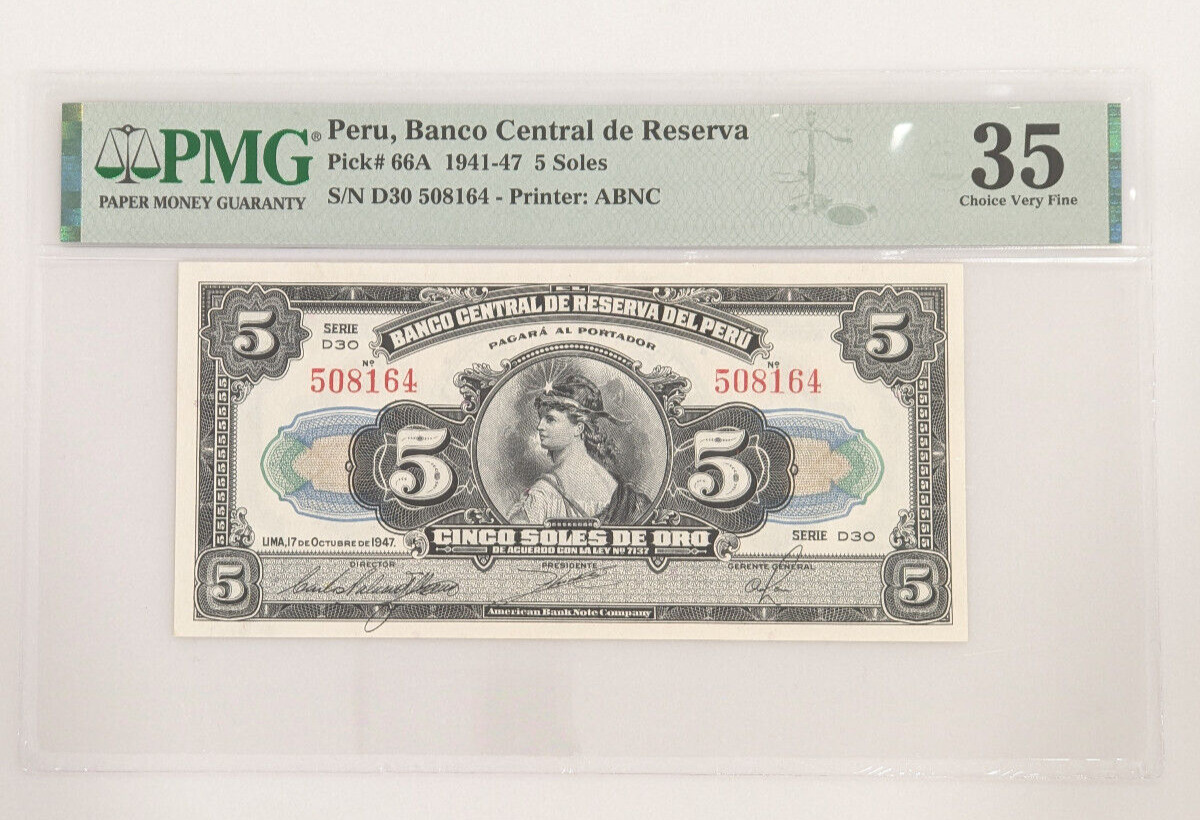 PMG®
PAPER MONEY GUARANTY
Peru, Banco Central de Reserva
Pick# 66A 1941-47 5 Soles
S/N D30 508164 - Printer: ABNC
35
Choice Very Fine
EL
BANCO CENTRAL DE RESERVA DEL PERÚ
PAGARÁ AL PORTADOR
5
5
SERIE
D30
Nº
508164
Nº
508164
5
5
CINCO SOLES DE ORO
DE ACUERDO CON LA LEY Nº 7137
LIMA, 17 DE OCTUBRE DE 1947.
SERIE D30
DIRECTOR
PRESIDENTE
GERENTE GENERAL
5
5
American Bank Note Company